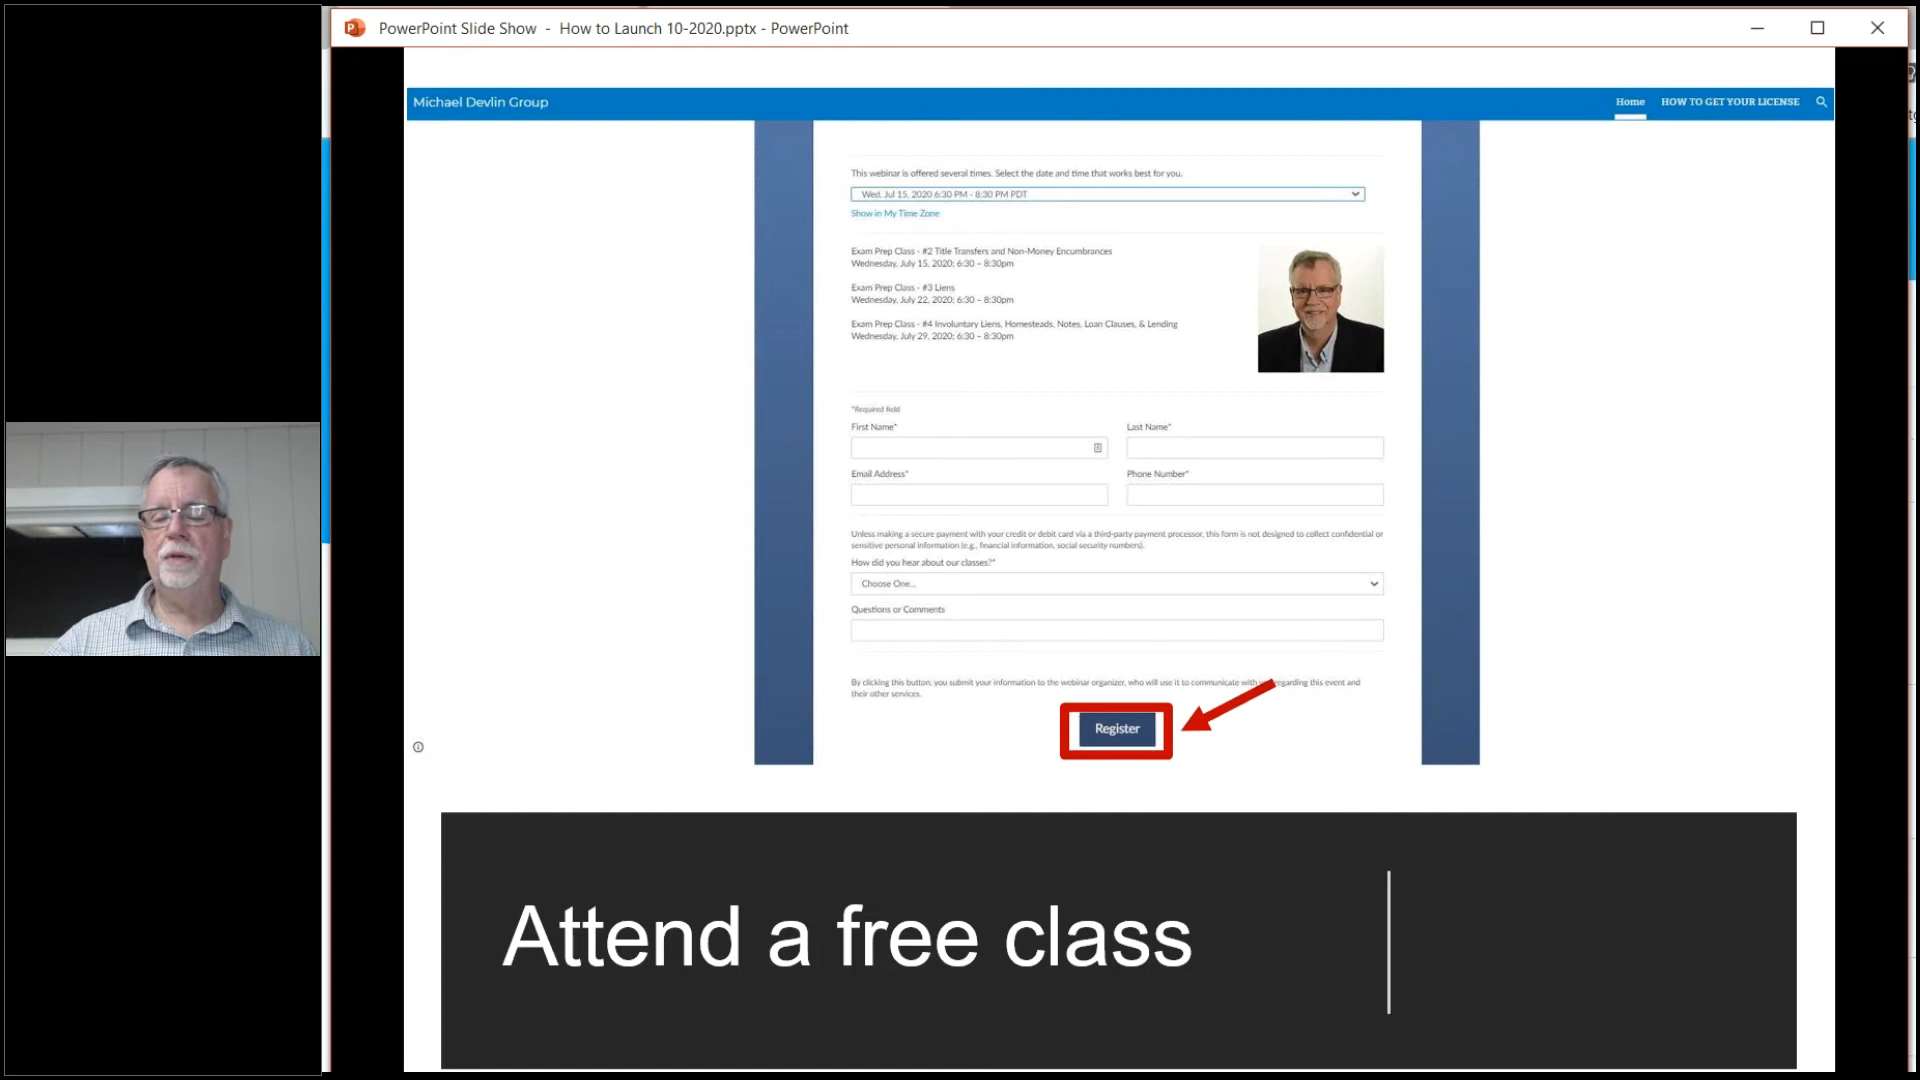 PowerPoint Slide Show - How to Launch 10-2020.pptx - PowerPoint
Michael Devlin Group
Home HOW TO GET YOUR LICENSE
This webinar is offered several times. Select the date and time that works best for you.
Wed, Jul 15, 2020 6:30 PM - 8:30 PM PDT
Show in My Time Zone
Exam Prep Class - #2 Title Transfers and Non-Money Encumbrances
Wednesday, July 15, 2020; 6:30 – 8:30pm
Exam Prep Class - #3 Liens
Wednesday, July 22, 2020; 6:30 – 8:30pm
Exam Prep Class - #4 Involuntary Liens, Homesteads, Notes, Loan Clauses, & Lending
Wednesday, July 29, 2020; 6:30 – 8:30pm
*Required field
First Name* Last Name*
Email Address* Phone Number*
Unless making a secure payment with your credit or debit card via a third-party payment processor, this form is not designed to collect confidential or
sensitive personal information (e.g., financial information, social security numbers).
How did you hear about our classes?*
Choose One...
Questions or Comments
By clicking this button, you submit your information to the webinar organizer, who will use it to communicate with regarding this event and
their other services.
Register
Attend a free class